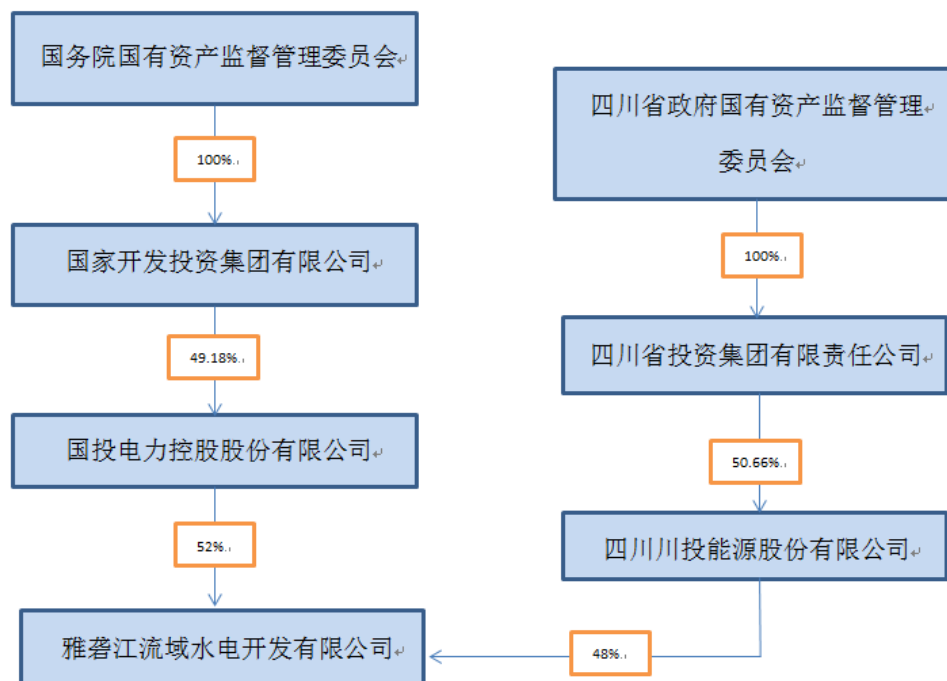 国务院国有资产监督管理委员会
100%
国家开发投资集团有限公司
49.18%
国投电力控股股份有限公司
52%
雅砻江流域水电开发有限公司
四川省政府国有资产监督管理
委员会
100%
四川省投资集团有限责任公司
50.66%
四川川投能源股份有限公司
48%